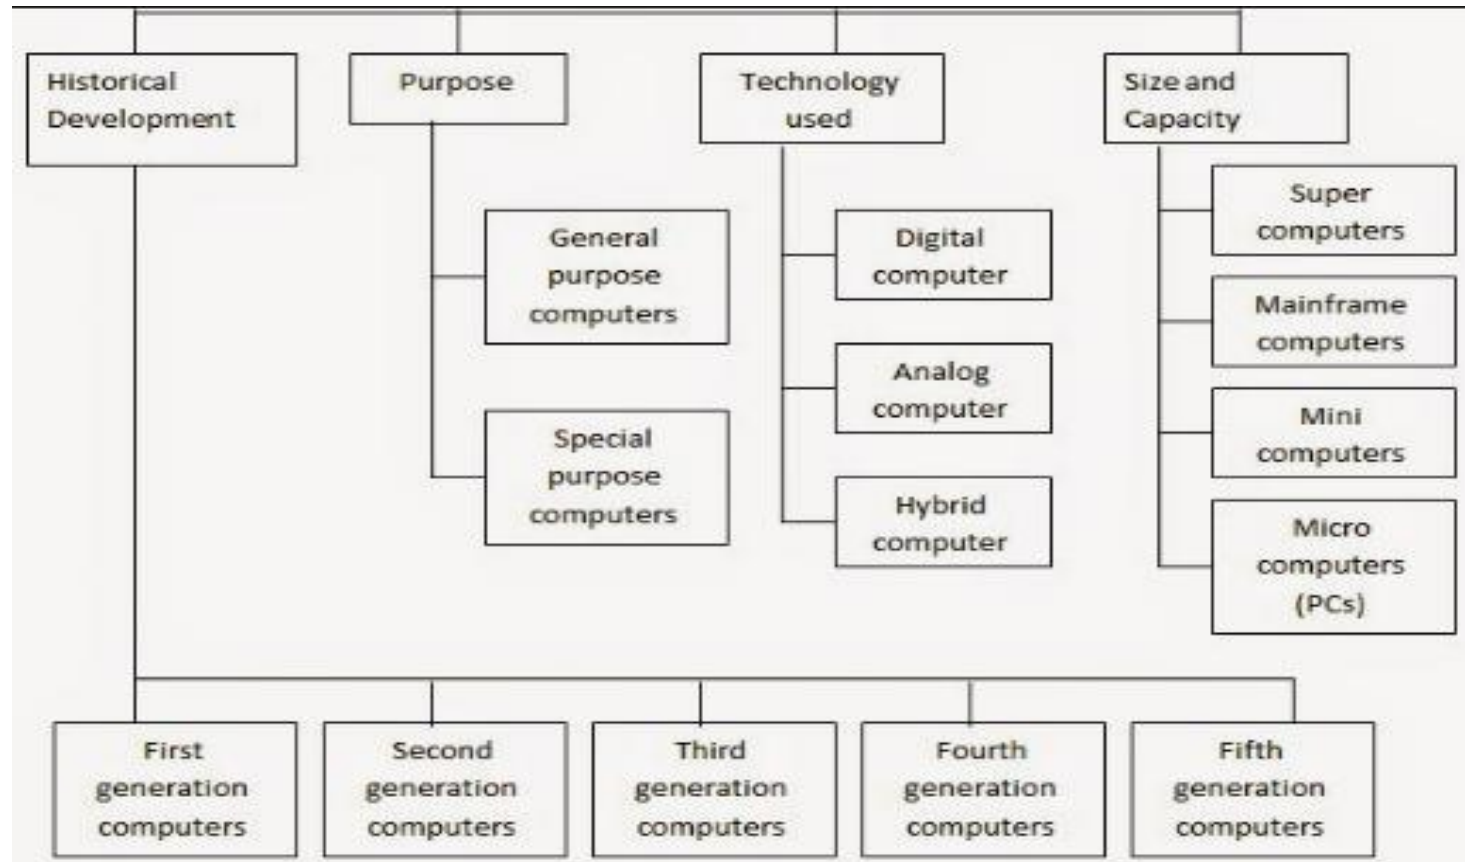 Historical
Development
Purpose
Technology
used
Size and
Capacity
General
purpose
computers
Special
purpose
computers
Digital
computer
Analog
computer
Hybrid
computer
Super
computers
Mainframe
computers
Mini
computers
Micro
computers
(PCs)
First
generation
computers
Second
generation
computers
Third
generation
computers
Fourth
generation
computers
Fifth
generation
computers